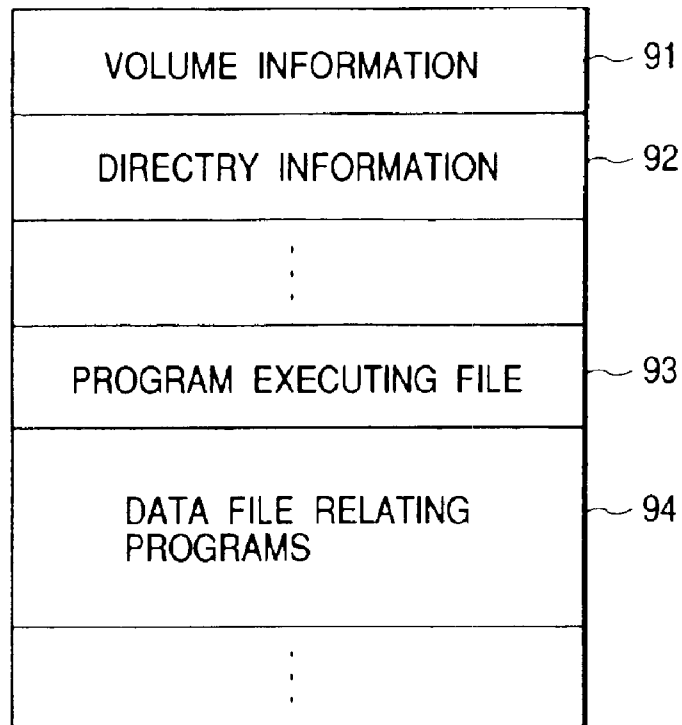 VOLUME INFORMATION 91
DIRECTRY INFORMATION 92
PROGRAM EXECUTING FILE 93
DATA FILE RELATING 94
PROGRAMS